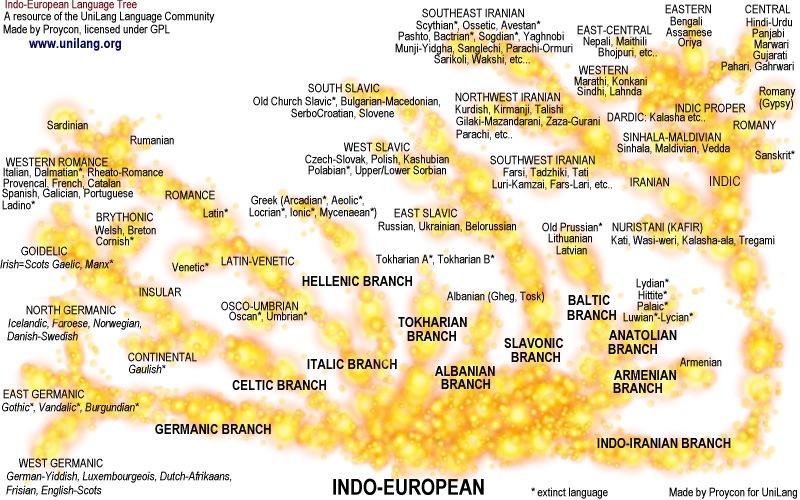 Indo-European Language Tree
A resource of UniLang Language Community
Made by Proycon, licensed under GPL
www.unilang.org
SOUTHEAST IRANIAN
Scythian*, Ossetic, Avestan*
Pashto, Bactrian*, Sogdian*, Yaghnobi
Munji-Yidgha, Sanglechi, Parachi-Ormuri
Sarikoli, Wakshi, etc...
EAST-CENTRAL
Nepali, Maithili
Bhojpuri, etc..
EASTERN
Bengali
Assamese
Oriya
CENTRAL
Hindi-Urdu
Panjabi
Marwari
Gujarati
Pahari, Gahrwari
WESTERN
Marathi, Konkani
Sindhi, Lahnda
Romany
(Gypsy)
SOUTH SLAVIC
Old Church Slavic*, Bulgarian-Macedonian,
SerboCroatian, Slovene
NORTHWEST IRANIAN
Kurdish, Kirmanji, Talishi
Gilaki-Mazandarani, Zaza-Gurani
Parachi, etc..
INDIC PROPER
DARDIC: Kalasha etc..
ROMANY
SINHALA-MALDIVIAN
Sinhala, Maldivian, Vedda
Sanskrit*
Sardinian
Rumanian
WEST SLAVIC
Czech-Slovak, Polish, Kashubian
Polabian*, Upper/Lower Sorbian
SOUTHWEST IRANIAN
Farsi, Tadzhiki, Tati
Luri-Kamzai, Fars-Lari, etc...
IRANIAN
INDIC
WESTERN ROMANCE
Italian, Dalmatian*, Rheato-Romance
Provencal, French, Catalan
Spanish, Galician, Portuguese
Ladino*
ROMANCE
Latin*
Greek (Arcadian*, Aeolic*,
Locrian*, Ionic*, Mycenaean*)
EAST SLAVIC
Russian, Ukrainian, Belorussian
Old Prussian*
Lithuanian
Latvian
NURISTANI (KAFIR)
Kati, Wasi-weri, Kalasha-ala, Tregami
BRYTHONIC
Welsh, Breton
Cornish*
GOIDELIC
Irish=Scots Gaelic, Manx*
Venetic*
LATIN-VENETIC
Tokharian A*, Tokharian B*
HELLENIC BRANCH
INSULAR
OSCO-UMBRIAN
Oscan*, Umbrian*
Albanian (Gheg, Tosk)
BALTIC
BRANCH
Lydian*
Hittite*
Palaic*
Luwian*-Lycian*
NORTH GERMANIC
Icelandic, Faroese, Norwegian,
Danish-Swedish
TOKHARIAN
BRANCH
SLAVONIC
BRANCH
ANATOLIAN
BRANCH
CONTINENTAL
Gaulish*
ITALIC BRANCH
ALBANIAN
BRANCH
Armenian
ARMENIAN
BRANCH
CELTIC BRANCH
EAST GERMANIC
Gothic*, Vandalic*, Burgundian*
GERMANIC BRANCH
INDO-IRANIAN BRANCH
WEST GERMANIC
German-Yiddish, Luxembourgeois, Dutch-Afrikaans,
Frisian, English-Scots
INDO-EUROPEAN
* extinct language
Made by Proycon for UniLang